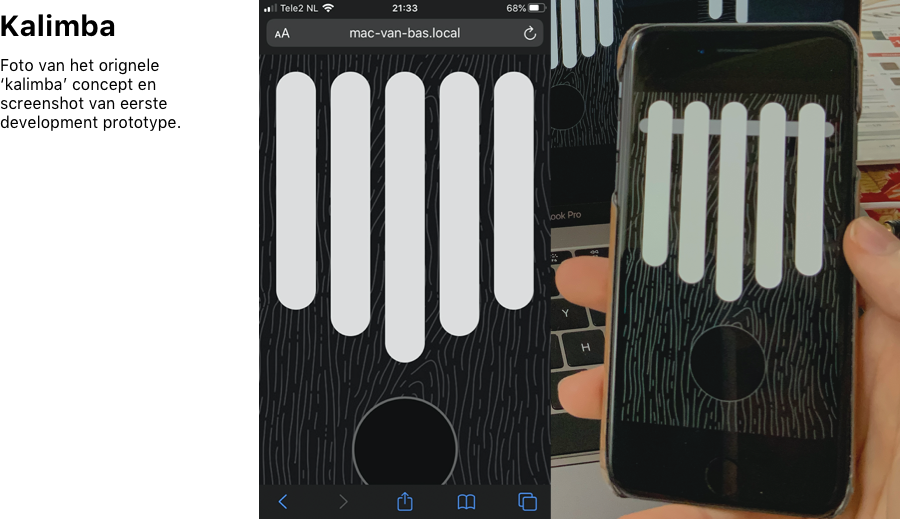 Kalimba
Foto van het orignele
‘kalimba’ concept en
screenshot van eerste
development prototype.
Tele2 NL
21:33
68%
AA
mac-van-bas.local
ook Pro
Y
H